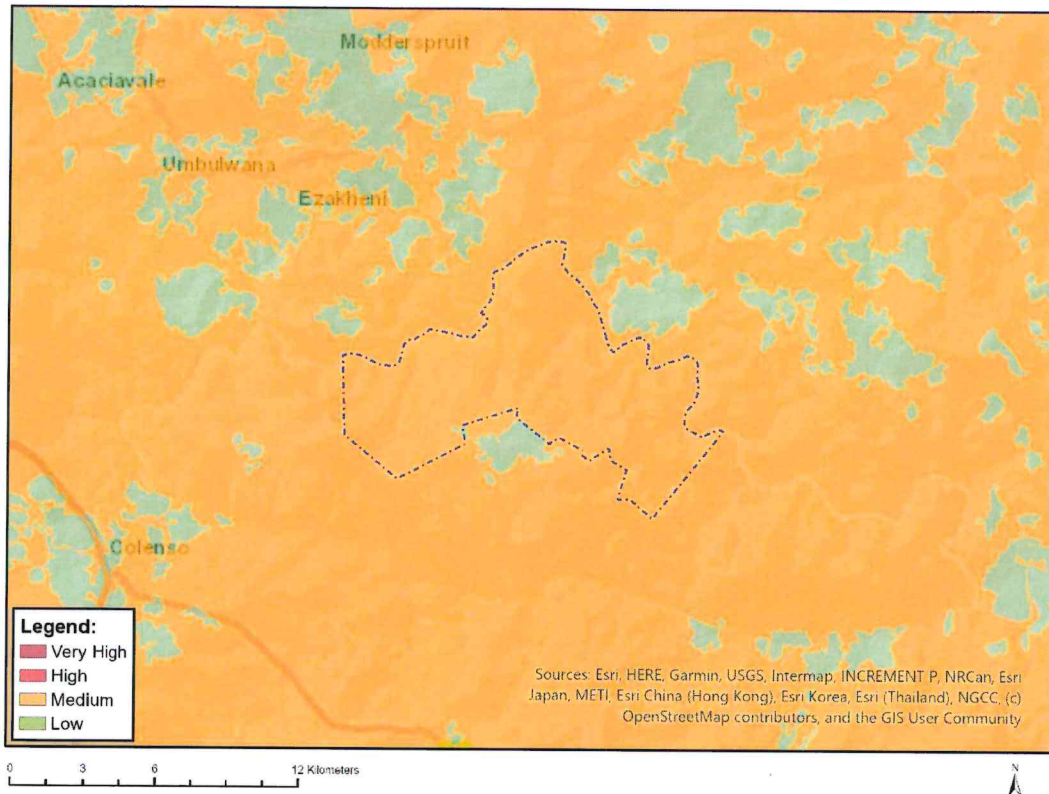 Modderspruit
Acaciavale
Umbulwana
Ezakheni
Colenso
Legend:
Very High
High
Medium
Low
Sources: Esri, HERE, Garmin, USGS, Intermap, INCREMENT P, NRCan, Esri
Japan, METI, Esri China (Hong Kong), Esri Korea, Esri (Thailand), NGCC, (c)
OpenStreetMap contributors, and the GIS User Community
0 3 6 12 Kilometers
N